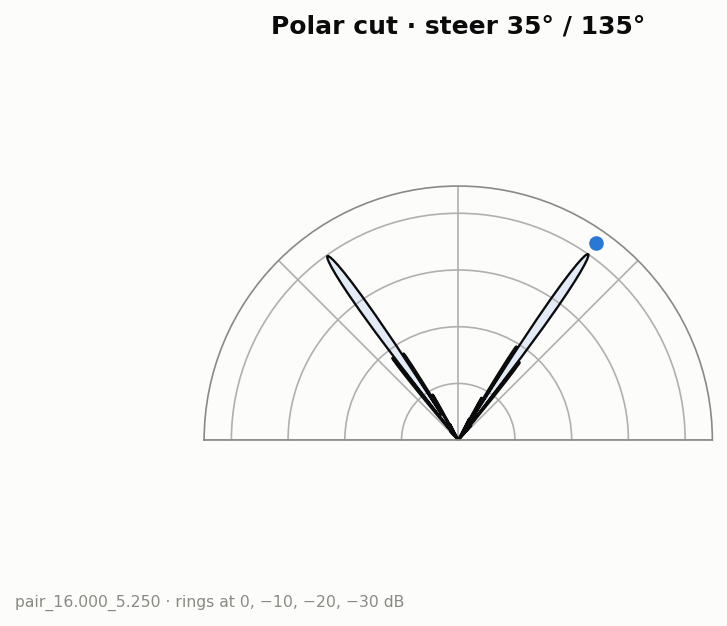 Polar cut · steer 35° / 135°
pair_16.000_5.250 · rings at 0, −10, −20, −30 dB